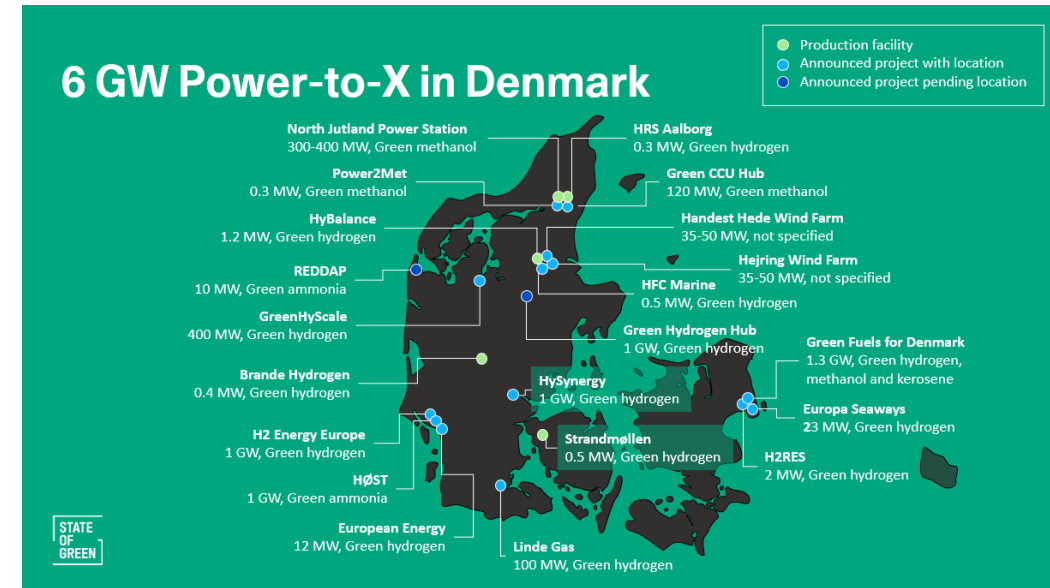 6 GW Power-to-X in Denmark
Production facility
Announced project with location
Announced project pending location
North Jutland Power Station
300-400 MW, Green methanol
HRS Aalborg
0.3 MW, Green hydrogen
Power2Met
0.3 MW, Green methanol
Green CCU Hub
120 MW, Green methanol
HyBalance
1.2 MW, Green hydrogen
Handest Hede Wind Farm
35-50 MW, not specified
Hejring Wind Farm
35-50 MW, not specified
REDDAP
10 MW, Green ammonia
HFC Marine
0.5 MW, Green hydrogen
GreenHyScale
400 MW, Green hydrogen
Green Hydrogen Hub
1 GW, Green hydrogen
Green Fuels for Denmark
1.3 GW, Green hydrogen,
methanol and kerosene
Brande Hydrogen
0.4 MW, Green hydrogen
HySynergy
1 GW, Green hydrogen
Europa Seaways
23 MW, Green hydrogen
H2 Energy Europe
1 GW, Green hydrogen
Strandmøllen
0.5 MW, Green hydrogen
H2RES
2 MW, Green hydrogen
HØST
1 GW, Green ammonia
European Energy
12 MW, Green hydrogen
Linde Gas
100 MW, Green hydrogen
STATE
OF
GREEN